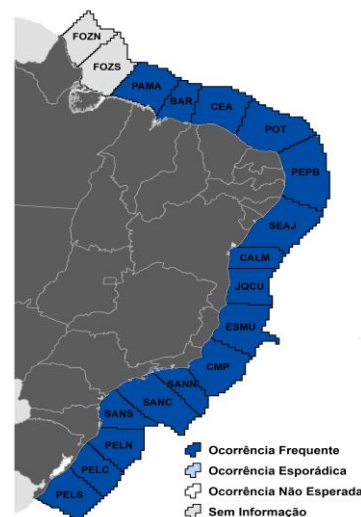 FOZN
FOZS
PAMA
BAR
CEA
POT
PEPB
SEAJ
CALM
JQCU
ESMU
CMP
SANN
SANC
SANS
PELN
PELC
PELS
Ocorrência Frequente
Ocorrência Esporádica
Ocorrência Não Esperada
Sem Informação